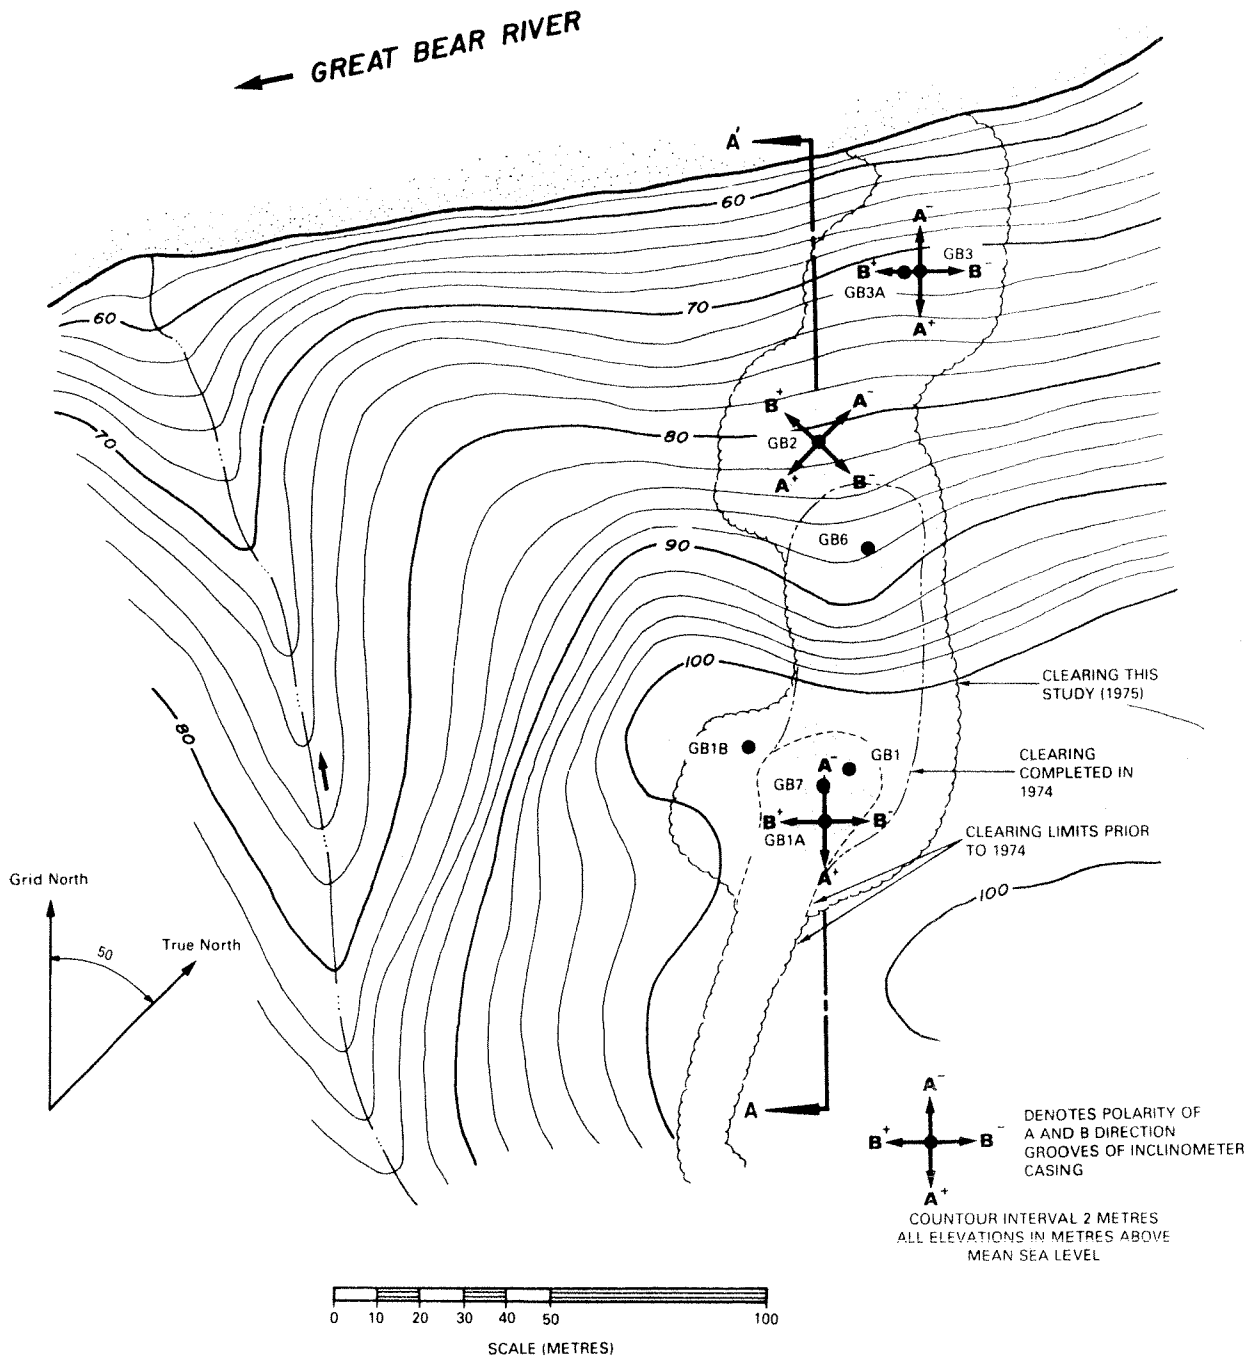 GREAT BEAR RIVER
A'
60
A⁻
GB3
B⁺
B⁻
GB3A
A⁺
60
70
B⁺
A⁻
70
80
GB2
A⁺
B⁻
GB6
90
100
CLEARING THIS
STUDY (1975)
80
GB1B
GB1
A⁻
GB7
CLEARING
COMPLETED IN
1974
B⁺
B⁻
GB1A
CLEARING LIMITS PRIOR
TO 1974
A⁺
100
Grid North
True North
50
A
A⁻
B⁺
B⁻
A⁺
DENOTES POLARITY OF
A AND B DIRECTION
GROOVES OF INCLINOMETER
CASING
COUNTOUR INTERVAL 2 METRES
ALL ELEVATIONS IN METRES ABOVE
MEAN SEA LEVEL
0 10 20 30 40 50 100
SCALE (METRES)